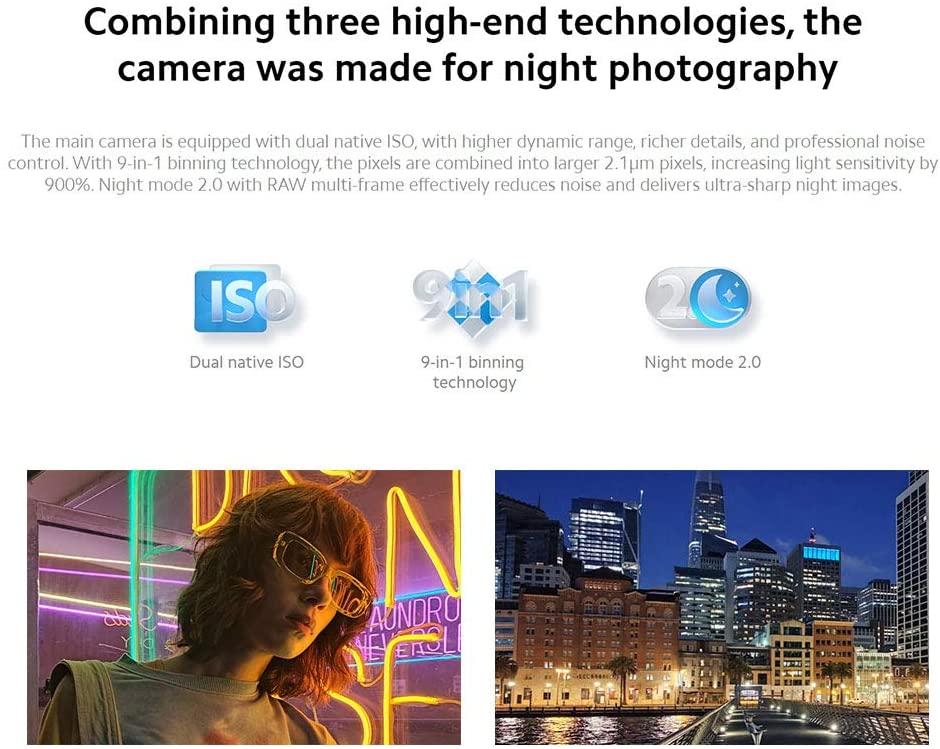 Combining three high-end technologies, the
camera was made for night photography
The main camera is equipped with dual native ISO, with higher dynamic range, richer details, and professional noise
control. With 9-in-1 binning technology, the pixels are combined into larger 2.1μm pixels, increasing light sensitivity by
900%. Night mode 2.0 with RAW multi-frame effectively reduces noise and delivers ultra-sharp night images.
ISO
9in1
2.
Dual native ISO
9-in-1 binning
technology
Night mode 2.0